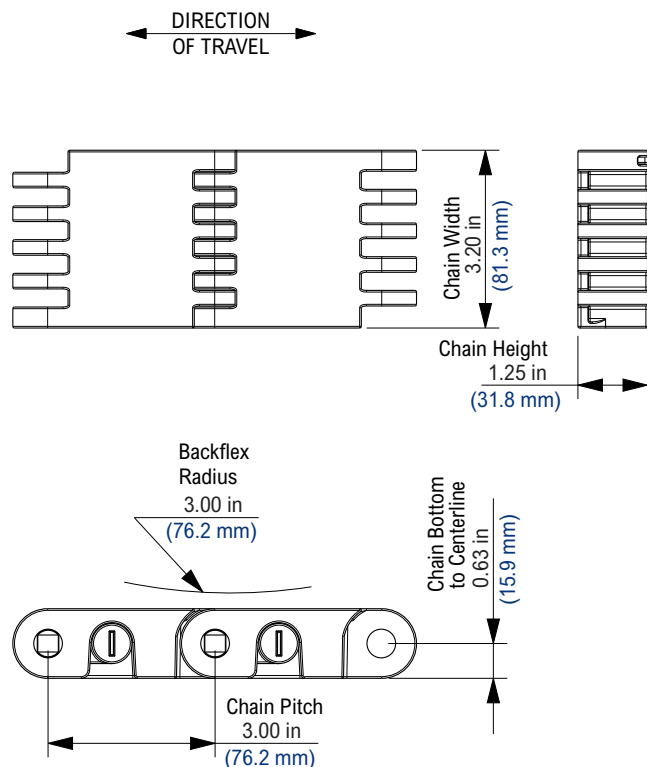 DIRECTION
OF TRAVEL
Chain Width
3.20 in
(81.3 mm)
Chain Height
1.25 in
(31.8 mm)
Backflex
Radius
3.00 in
(76.2 mm)
Chain Bottom
to Centerline
0.63 in
(15.9 mm)
Chain Pitch
3.00 in
(76.2 mm)